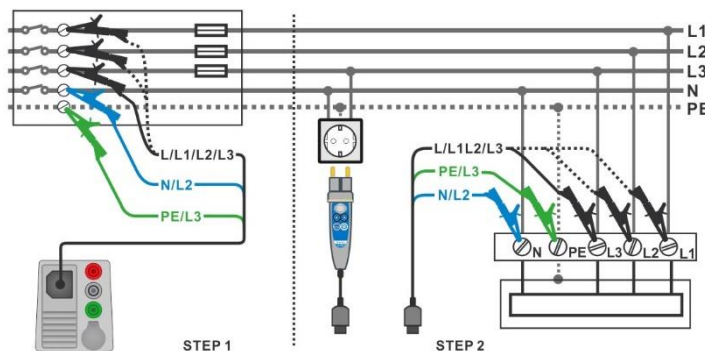 L1
L2
L3
N
PE
L/L1/L2/L3
N/L2
PE/L3
STEP 1
L/L1L2/L3
PE/L3
N/L2
N PE L3 L2 L1
STEP 2